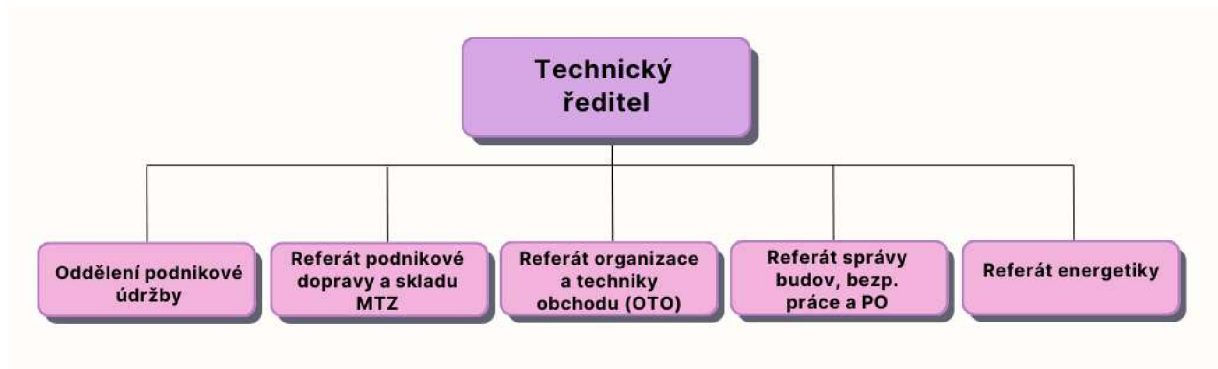 Technický
ředitel
Oddělení podnikové
údržby
Referát podnikové
dopravy a skladu
MTZ
Referát organizace
a techniky
obchodu (OTO)
Referát správy
budov, bezp.
práce a PO
Referát energetiky